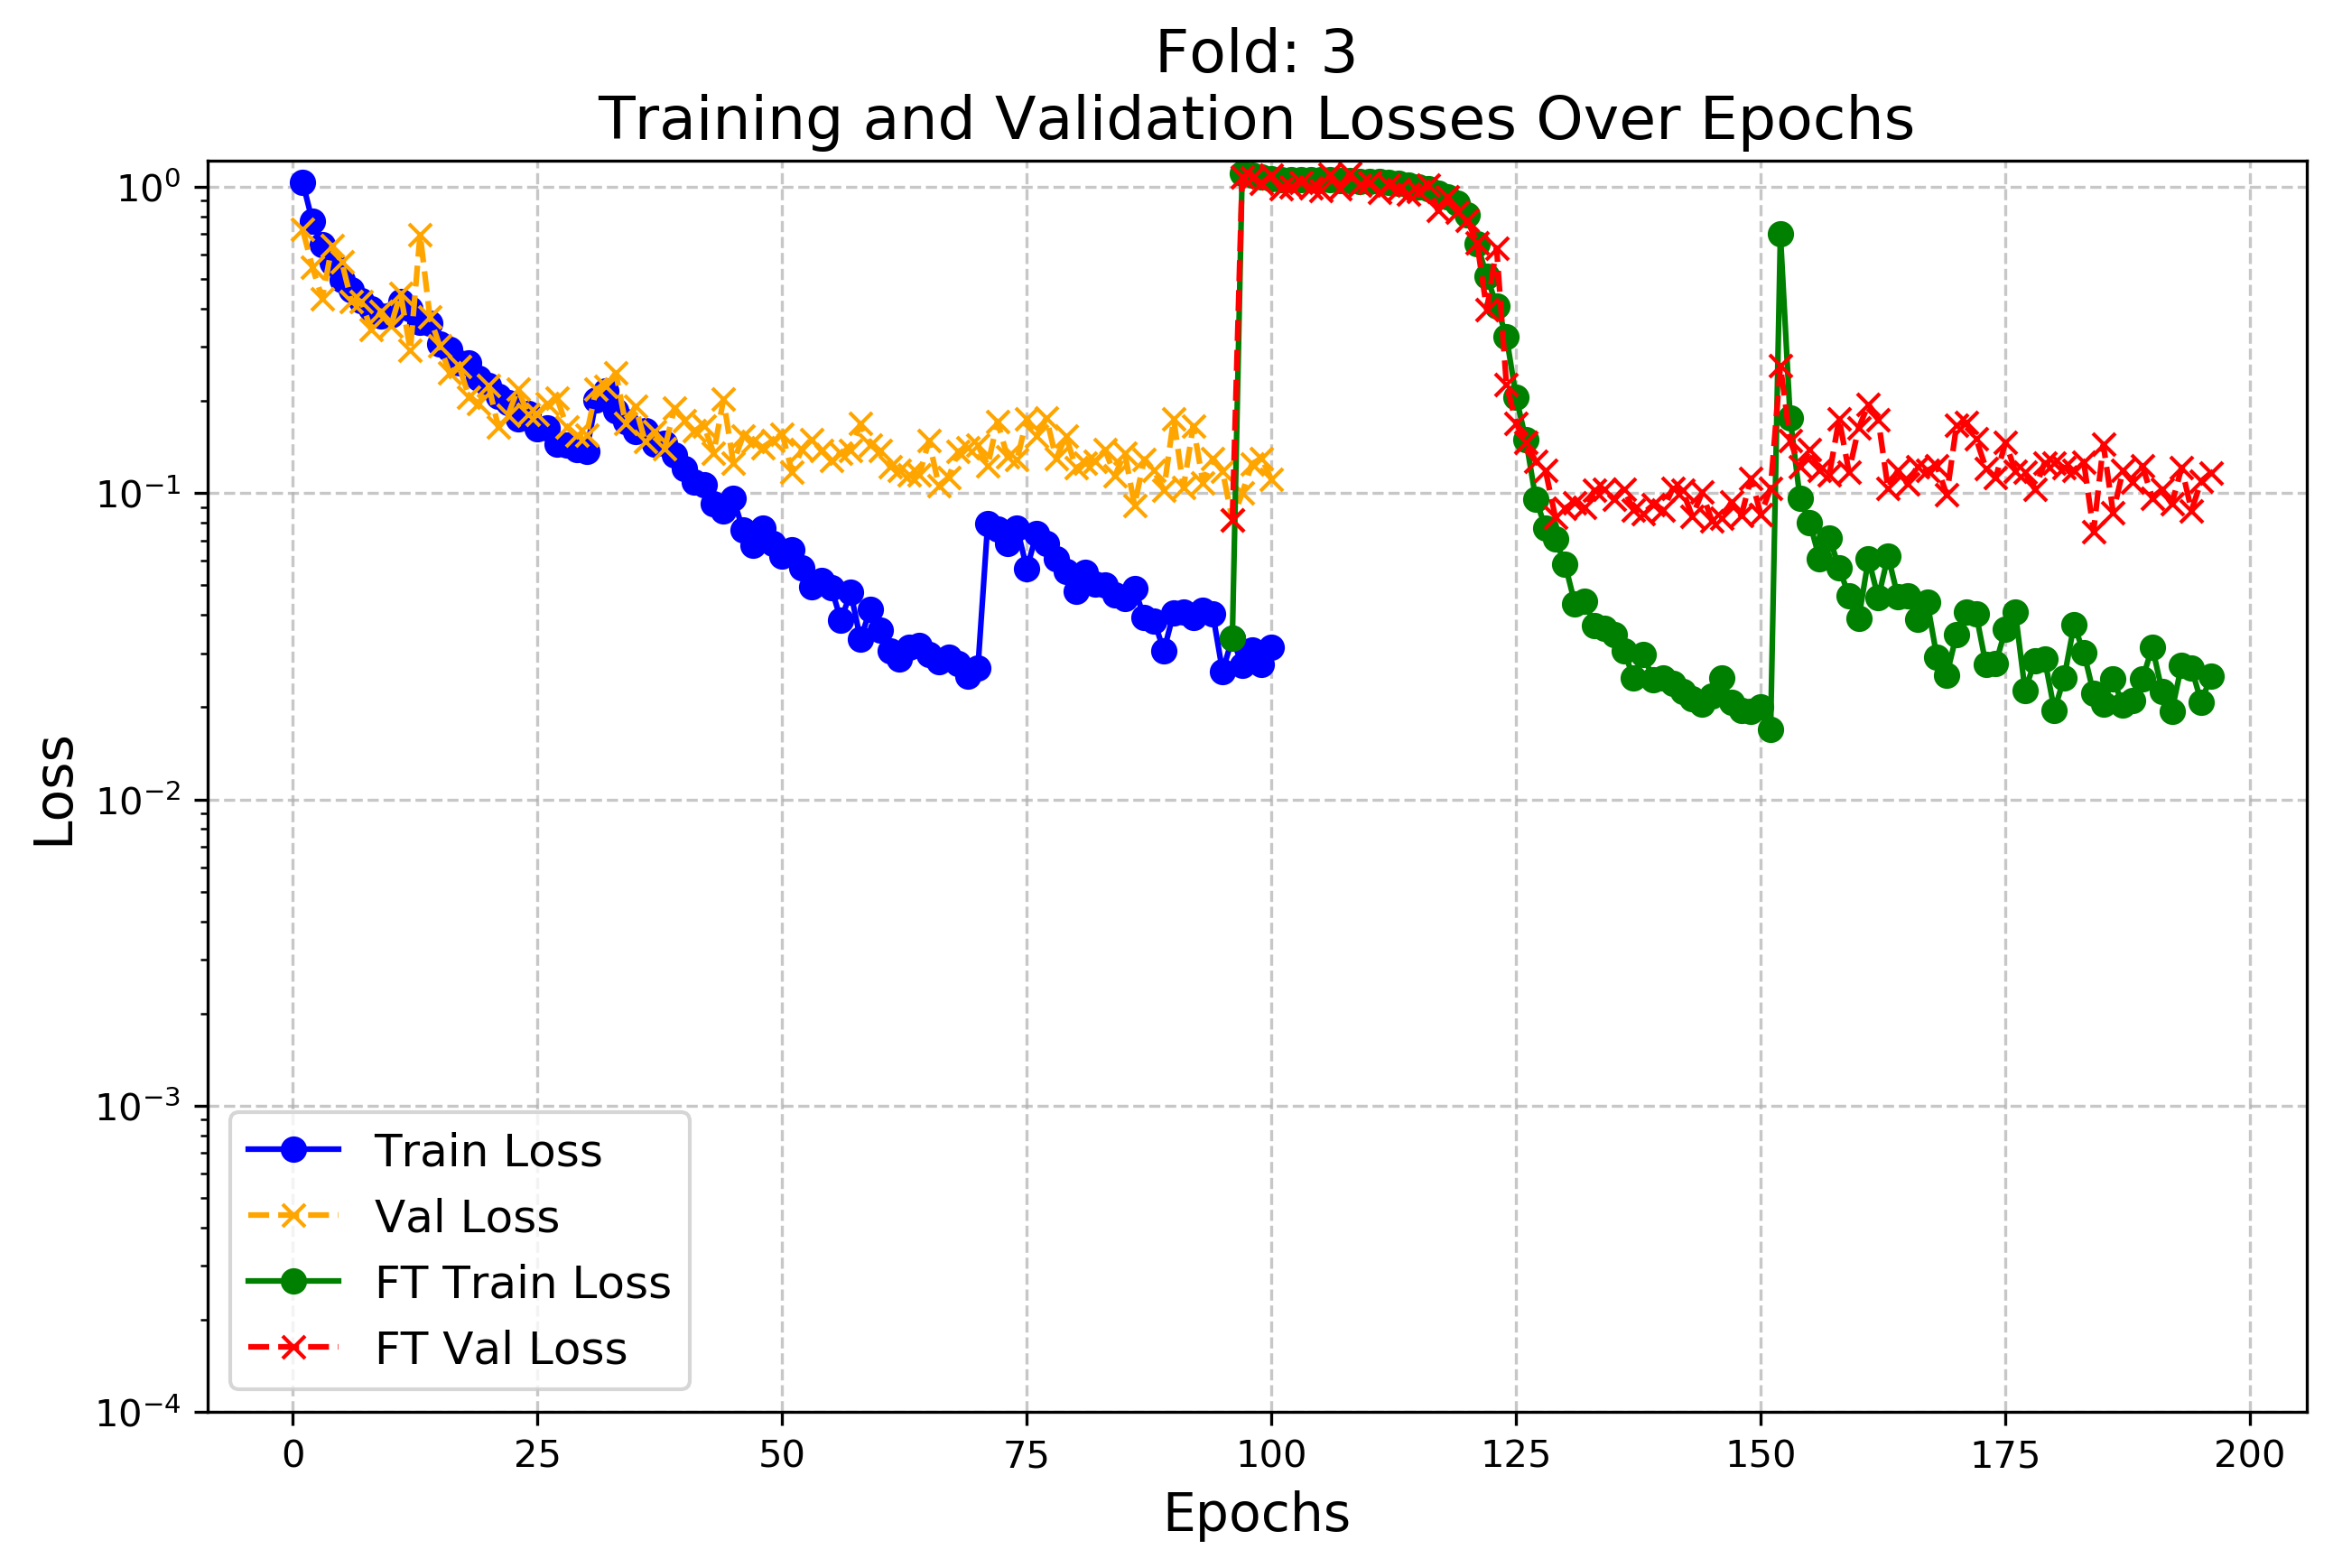 Fold: 3
Training and Validation Losses Over Epochs
Loss
10⁰
10⁻¹
10⁻²
10⁻³
10⁻⁴
Train Loss
Val Loss
FT Train Loss
FT Val Loss
0 25 50 75 100 125 150 175 200
Epochs